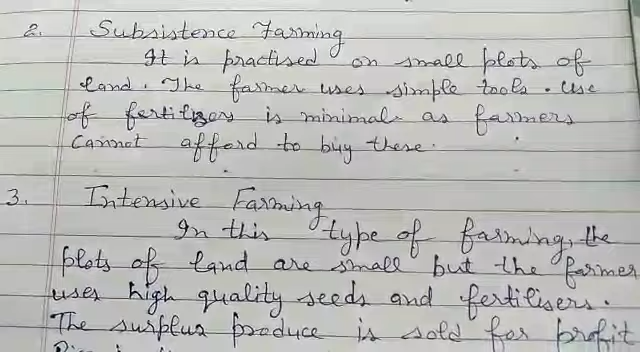 2. Subsistence Farming
It is practised on small plots of
land. The farmer uses simple tools. Use
of fertilizers is minimal as farmers
cannot afford to buy these.
3. Intensive Farming
In this type of farming, the
plots of land are small but the farmer
uses high quality seeds and fertilisers.
The surplus produce is sold for profit